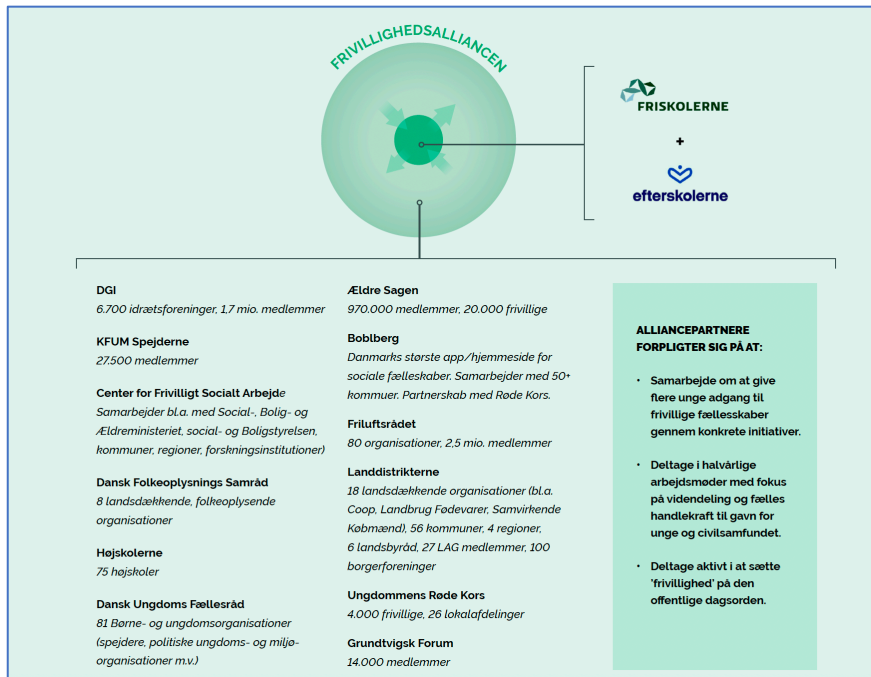 FRIVILLIGHEDSALLIANCEN
FRISKOLERNE
+
efterskolerne
DGI
6.700 idrætsforeninger, 1,7 mio. medlemmer
KFUM Spejderne
27.500 medlemmer
Center for Frivilligt Socialt Arbejde
Samarbejder bl.a. med Social-, Bolig- og
Ældreministeriet, social- og Boligstyrelsen,
kommuner, regioner, forskningsinstitutioner)
Dansk Folkeoplysnings Samråd
8 landsdækkende, folkeoplysende
organisationer
Højskolerne
75 højskoler
Dansk Ungdoms Fællesråd
81 Børne- og ungdomsorganisationer
(spejdere, politiske ungdoms- og miljø-
organisationer m.v.)
Ældre Sagen
970.000 medlemmer, 20.000 frivillige
Boblberg
Danmarks største app/hjemmeside for
sociale fælleskaber. Samarbejder med 50+
kommuer. Partnerskab med Røde Kors.
Friluftsrådet
80 organisationer, 2,5 mio. medlemmer
Landdistrikterne
18 landsdækkende organisationer (bl.a.
Coop, Landbrug Fødevarer, Samvirkende
Købmænd), 56 kommuner, 4 regioner,
6 landsbyråd, 27 LAG medlemmer, 100
borgerforeninger
Ungdommens Røde Kors
4.000 frivillige, 26 lokalafdelinger
Grundtvigsk Forum
14.000 medlemmer
ALLIANCEPARTNERE
FORPLIGTER SIG PÅ AT:
• Samarbejde om at give
flere unge adgang til
frivillige fællesskaber
gennem konkrete initiativer.
• Deltage i halvårlige
arbejdsmøder med fokus
på videndeling og fælles
handlekraft til gavn for
unge og civilsamfundet.
• Deltage aktivt i at sætte
'frivillighed' på den
offentlige dagsorden.